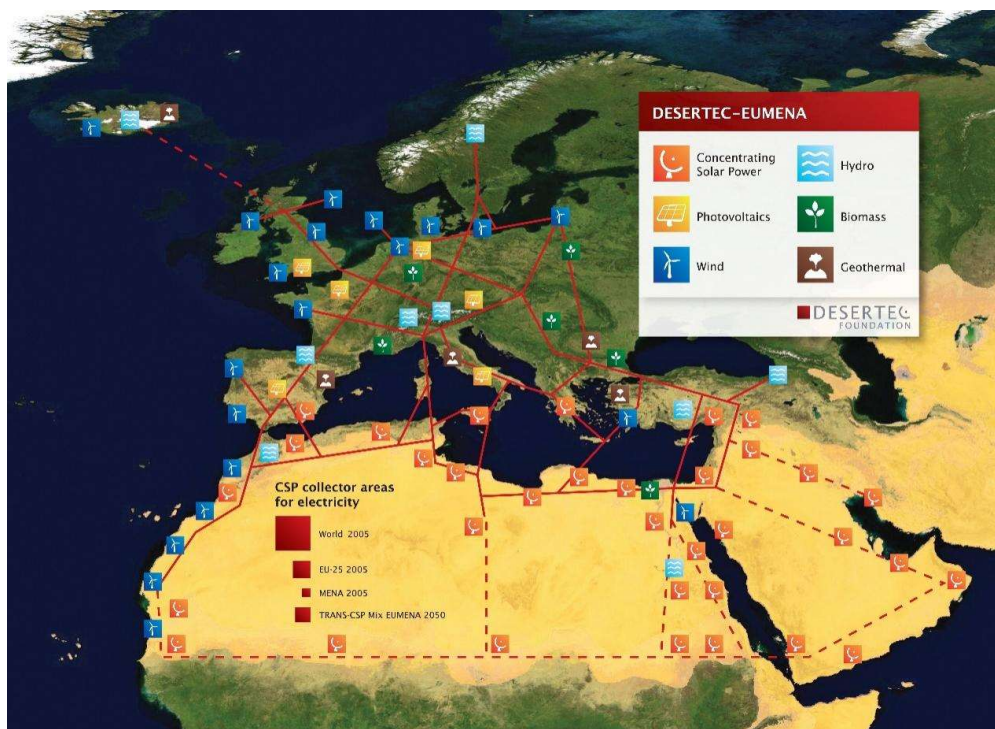 DESERTEC–EUMENA
Concentrating
Solar Power
Hydro
Photovoltaics
Biomass
Wind
Geothermal
DESERTEC
FOUNDATION
CSP collector areas
for electricity
World 2005
EU-25 2005
MENA 2005
TRANS-CSP Mix EUMENA 2050